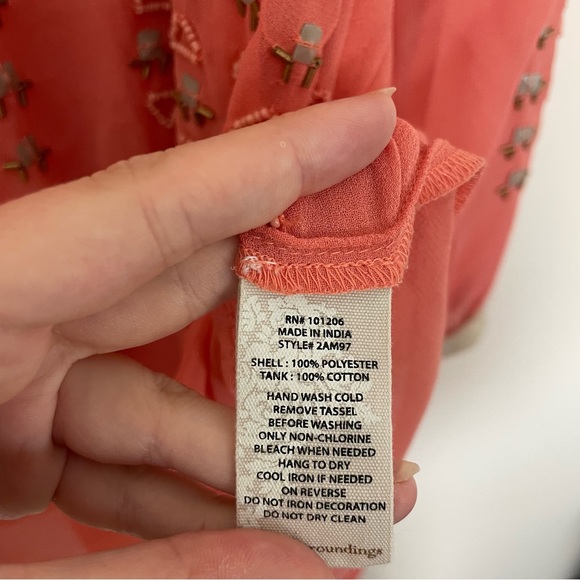 RN# 101206
MADE IN INDIA
STYLE# 2AM97
SHELL : 100% POLYESTER
TANK : 100% COTTON
HAND WASH COLD
REMOVE TASSEL
BEFORE WASHING
ONLY NON-CHLORINE
BLEACH WHEN NEEDED
HANG TO DRY
COOL IRON IF NEEDED
ON REVERSE
DO NOT IRON DECORATION
DO NOT DRY CLEAN
roundings